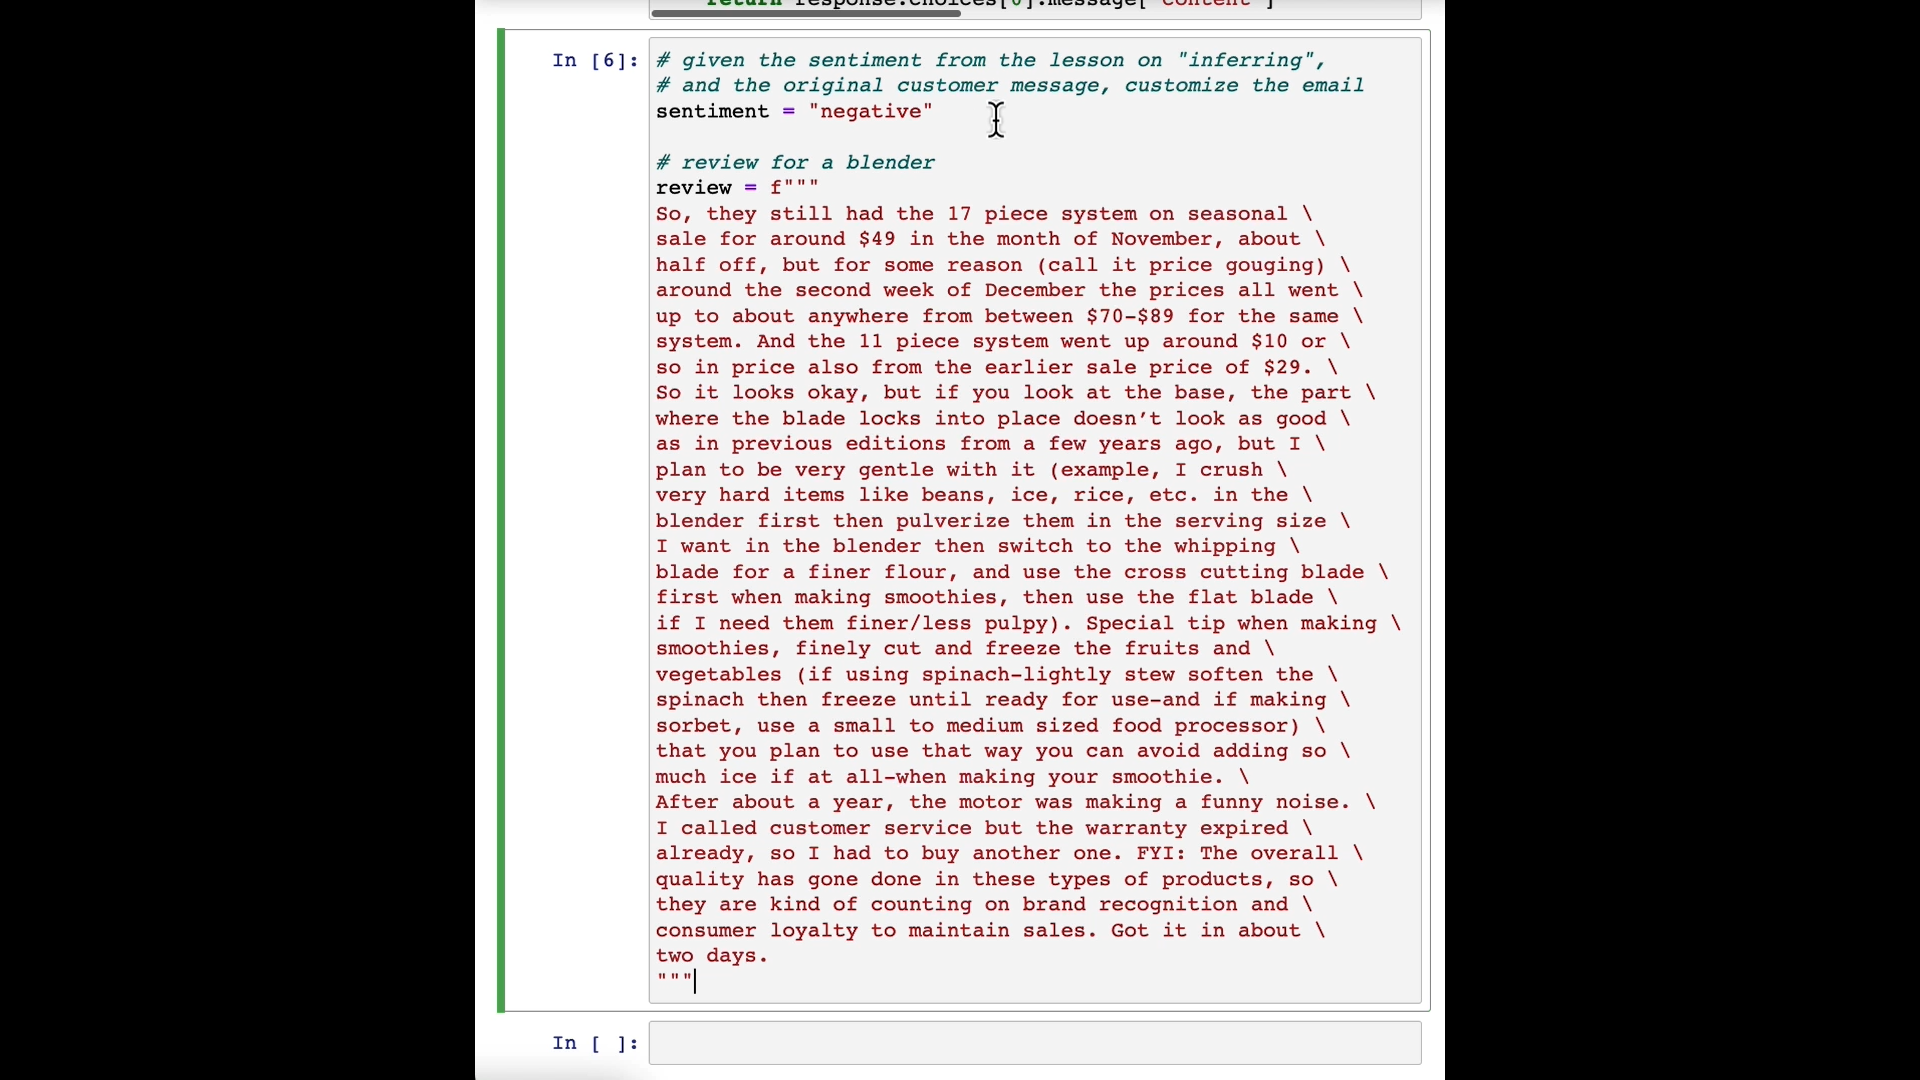 return response.choices[0].message["content"]
In [6]:
# given the sentiment from the lesson on "inferring",
# and the original customer message, customize the email
sentiment = "negative"
# review for a blender
review = f"""
So, they still had the 17 piece system on seasonal \
sale for around $49 in the month of November, about \
half off, but for some reason (call it price gouging) \
around the second week of December the prices all went \
up to about anywhere from between $70-$89 for the same \
system. And the 11 piece system went up around $10 or \
so in price also from the earlier sale price of $29. \
So it looks okay, but if you look at the base, the part \
where the blade locks into place doesn’t look as good \
as in previous editions from a few years ago, but I \
plan to be very gentle with it (example, I crush \
very hard items like beans, ice, rice, etc. in the \
blender first then pulverize them in the serving size \
I want in the blender then switch to the whipping \
blade for a finer flour, and use the cross cutting blade \
first when making smoothies, then use the flat blade \
if I need them finer/less pulpy). Special tip when making \
smoothies, finely cut and freeze the fruits and \
vegetables (if using spinach-lightly stew soften the \
spinach then freeze until ready for use-and if making \
sorbet, use a small to medium sized food processor) \
that you plan to use that way you can avoid adding so \
much ice if at all-when making your smoothie. \
After about a year, the motor was making a funny noise. \
I called customer service but the warranty expired \
already, so I had to buy another one. FYI: The overall \
quality has gone done in these types of products, so \
they are kind of counting on brand recognition and \
consumer loyalty to maintain sales. Got it in about \
two days.
"""
In [ ]: